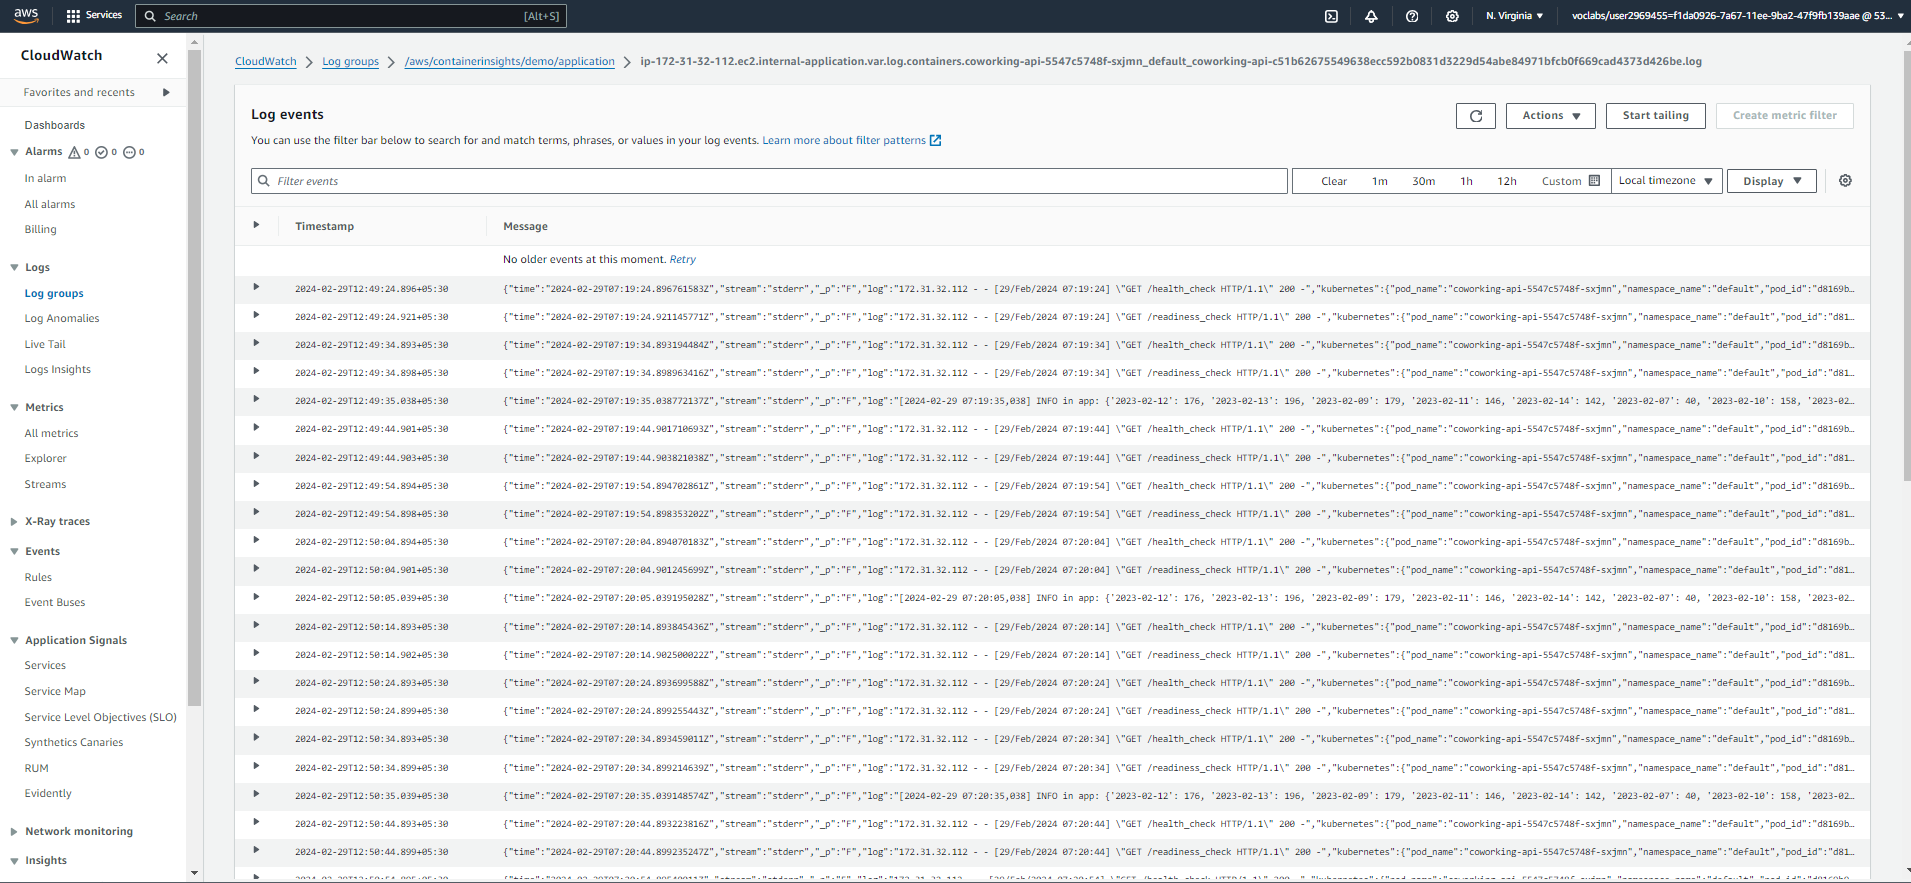 aws Services Search [Alt+S] N. Virginia voclabs/user2969455=f1da0926-7a67-11ee-9ba2-47f9fb139aae @ 53...
CloudWatch
Favorites and recents
Dashboards
Alarms 0 0 0
In alarm
All alarms
Billing
Logs
Log groups
Log Anomalies
Live Tail
Logs Insights
Metrics
All metrics
Explorer
Streams
X-Ray traces
Events
Rules
Event Buses
Application Signals
Services
Service Map
Service Level Objectives (SLO)
Synthetics Canaries
RUM
Evidently
Network monitoring
Insights
CloudWatch Log groups /aws/containerinsights/demo/application ip-172-31-32-112.ec2.internal-application.var.log.containers.coworking-api-5547c5748f-sxjmn_default_coworking-api-c51b62675549638ecc592b0831d3229d54abe84971bfcb0f669cad4373d426be.log
Log events
Actions Start tailing Create metric filter
You can use the filter bar below to search for and match terms, phrases, or values in your log events. Learn more about filter patterns
Filter events Clear 1m 30m 1h 12h Custom Local timezone Display
Timestamp Message
No older events at this moment. Retry
2024-02-29T12:49:24.896+05:30 {"time":"2024-02-29T07:19:24.896761583Z","stream":"stderr","_p":"F","log":"172.31.32.112 - - [29/Feb/2024 07:19:24] \"GET /health_check HTTP/1.1\" 200 -","kubernetes":{"pod_name":"coworking-api-5547c5748f-sxjmn","namespace_name":"default","pod_id":"d8169b...
2024-02-29T12:49:24.921+05:30 {"time":"2024-02-29T07:19:24.921145771Z","stream":"stderr","_p":"F","log":"172.31.32.112 - - [29/Feb/2024 07:19:24] \"GET /readiness_check HTTP/1.1\" 200 -","kubernetes":{"pod_name":"coworking-api-5547c5748f-sxjmn","namespace_name":"default","pod_id":"d81...
2024-02-29T12:49:34.893+05:30 {"time":"2024-02-29T07:19:34.893194484Z","stream":"stderr","_p":"F","log":"172.31.32.112 - - [29/Feb/2024 07:19:34] \"GET /health_check HTTP/1.1\" 200 -","kubernetes":{"pod_name":"coworking-api-5547c5748f-sxjmn","namespace_name":"default","pod_id":"d8169b...
2024-02-29T12:49:34.898+05:30 {"time":"2024-02-29T07:19:34.898963416Z","stream":"stderr","_p":"F","log":"172.31.32.112 - - [29/Feb/2024 07:19:34] \"GET /readiness_check HTTP/1.1\" 200 -","kubernetes":{"pod_name":"coworking-api-5547c5748f-sxjmn","namespace_name":"default","pod_id":"d81...
2024-02-29T12:49:35.038+05:30 {"time":"2024-02-29T07:19:35.038772137Z","stream":"stderr","_p":"F","log":"[2024-02-29 07:19:35,038] INFO in app: {'2023-02-12': 176, '2023-02-13': 196, '2023-02-09': 179, '2023-02-11': 146, '2023-02-14': 142, '2023-02-07': 40, '2023-02-10': 158, '2023-02...
2024-02-29T12:49:44.901+05:30 {"time":"2024-02-29T07:19:44.901710693Z","stream":"stderr","_p":"F","log":"172.31.32.112 - - [29/Feb/2024 07:19:44] \"GET /health_check HTTP/1.1\" 200 -","kubernetes":{"pod_name":"coworking-api-5547c5748f-sxjmn","namespace_name":"default","pod_id":"d8169b...
2024-02-29T12:49:44.903+05:30 {"time":"2024-02-29T07:19:44.903821038Z","stream":"stderr","_p":"F","log":"172.31.32.112 - - [29/Feb/2024 07:19:44] \"GET /readiness_check HTTP/1.1\" 200 -","kubernetes":{"pod_name":"coworking-api-5547c5748f-sxjmn","namespace_name":"default","pod_id":"d81...
2024-02-29T12:49:54.894+05:30 {"time":"2024-02-29T07:19:54.894702861Z","stream":"stderr","_p":"F","log":"172.31.32.112 - - [29/Feb/2024 07:19:54] \"GET /health_check HTTP/1.1\" 200 -","kubernetes":{"pod_name":"coworking-api-5547c5748f-sxjmn","namespace_name":"default","pod_id":"d8169b...
2024-02-29T12:49:54.898+05:30 {"time":"2024-02-29T07:19:54.898353202Z","stream":"stderr","_p":"F","log":"172.31.32.112 - - [29/Feb/2024 07:19:54] \"GET /readiness_check HTTP/1.1\" 200 -","kubernetes":{"pod_name":"coworking-api-5547c5748f-sxjmn","namespace_name":"default","pod_id":"d81...
2024-02-29T12:50:04.894+05:30 {"time":"2024-02-29T07:20:04.894070183Z","stream":"stderr","_p":"F","log":"172.31.32.112 - - [29/Feb/2024 07:20:04] \"GET /health_check HTTP/1.1\" 200 -","kubernetes":{"pod_name":"coworking-api-5547c5748f-sxjmn","namespace_name":"default","pod_id":"d8169b...
2024-02-29T12:50:04.901+05:30 {"time":"2024-02-29T07:20:04.901245699Z","stream":"stderr","_p":"F","log":"172.31.32.112 - - [29/Feb/2024 07:20:04] \"GET /readiness_check HTTP/1.1\" 200 -","kubernetes":{"pod_name":"coworking-api-5547c5748f-sxjmn","namespace_name":"default","pod_id":"d81...
2024-02-29T12:50:05.039+05:30 {"time":"2024-02-29T07:20:05.039195028Z","stream":"stderr","_p":"F","log":"[2024-02-29 07:20:05,038] INFO in app: {'2023-02-12': 176, '2023-02-13': 196, '2023-02-09': 179, '2023-02-11': 146, '2023-02-14': 142, '2023-02-07': 40, '2023-02-10': 158, '2023-02...
2024-02-29T12:50:14.893+05:30 {"time":"2024-02-29T07:20:14.893845436Z","stream":"stderr","_p":"F","log":"172.31.32.112 - - [29/Feb/2024 07:20:14] \"GET /health_check HTTP/1.1\" 200 -","kubernetes":{"pod_name":"coworking-api-5547c5748f-sxjmn","namespace_name":"default","pod_id":"d8169b...
2024-02-29T12:50:14.902+05:30 {"time":"2024-02-29T07:20:14.902500022Z","stream":"stderr","_p":"F","log":"172.31.32.112 - - [29/Feb/2024 07:20:14] \"GET /readiness_check HTTP/1.1\" 200 -","kubernetes":{"pod_name":"coworking-api-5547c5748f-sxjmn","namespace_name":"default","pod_id":"d81...
2024-02-29T12:50:24.893+05:30 {"time":"2024-02-29T07:20:24.893699588Z","stream":"stderr","_p":"F","log":"172.31.32.112 - - [29/Feb/2024 07:20:24] \"GET /health_check HTTP/1.1\" 200 -","kubernetes":{"pod_name":"coworking-api-5547c5748f-sxjmn","namespace_name":"default","pod_id":"d8169b...
2024-02-29T12:50:24.899+05:30 {"time":"2024-02-29T07:20:24.899255443Z","stream":"stderr","_p":"F","log":"172.31.32.112 - - [29/Feb/2024 07:20:24] \"GET /readiness_check HTTP/1.1\" 200 -","kubernetes":{"pod_name":"coworking-api-5547c5748f-sxjmn","namespace_name":"default","pod_id":"d81...
2024-02-29T12:50:34.893+05:30 {"time":"2024-02-29T07:20:34.893459011Z","stream":"stderr","_p":"F","log":"172.31.32.112 - - [29/Feb/2024 07:20:34] \"GET /health_check HTTP/1.1\" 200 -","kubernetes":{"pod_name":"coworking-api-5547c5748f-sxjmn","namespace_name":"default","pod_id":"d8169b...
2024-02-29T12:50:34.899+05:30 {"time":"2024-02-29T07:20:34.899214639Z","stream":"stderr","_p":"F","log":"172.31.32.112 - - [29/Feb/2024 07:20:34] \"GET /readiness_check HTTP/1.1\" 200 -","kubernetes":{"pod_name":"coworking-api-5547c5748f-sxjmn","namespace_name":"default","pod_id":"d81...
2024-02-29T12:50:35.039+05:30 {"time":"2024-02-29T07:20:35.039148574Z","stream":"stderr","_p":"F","log":"[2024-02-29 07:20:35,038] INFO in app: {'2023-02-12': 176, '2023-02-13': 196, '2023-02-09': 179, '2023-02-11': 146, '2023-02-14': 142, '2023-02-07': 40, '2023-02-10': 158, '2023-02...
2024-02-29T12:50:44.893+05:30 {"time":"2024-02-29T07:20:44.893223816Z","stream":"stderr","_p":"F","log":"172.31.32.112 - - [29/Feb/2024 07:20:44] \"GET /health_check HTTP/1.1\" 200 -","kubernetes":{"pod_name":"coworking-api-5547c5748f-sxjmn","namespace_name":"default","pod_id":"d8169b...
2024-02-29T12:50:44.899+05:30 {"time":"2024-02-29T07:20:44.899235247Z","stream":"stderr","_p":"F","log":"172.31.32.112 - - [29/Feb/2024 07:20:44] \"GET /readiness_check HTTP/1.1\" 200 -","kubernetes":{"pod_name":"coworking-api-5547c5748f-sxjmn","namespace_name":"default","pod_id":"d81...